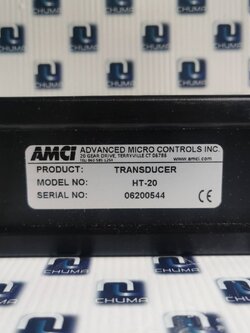 AMCi ADVANCED MICRO CONTROLS INC.
20 GEAR DRIVE, TERRYVILLE CT 06786
www.amci.com
PRODUCT: TRANSDUCER
MODEL NO: HT-20
SERIAL NO: 06200544
CE
CHUMA
CHUMA